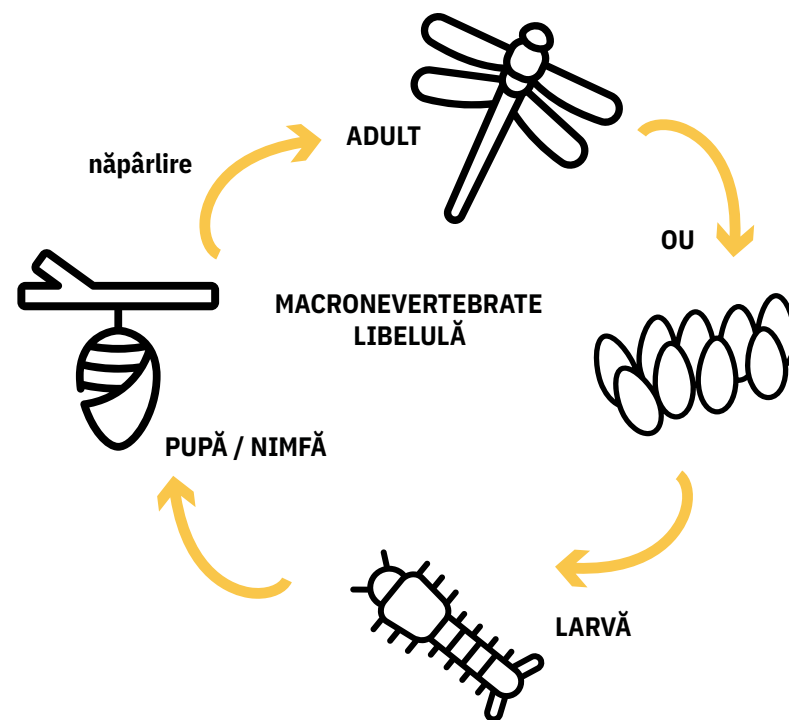 ADULT
năpârlire
OU
MACRONEVERTEBRATE
LIBELULĂ
PUPĂ / NIMFĂ
LARVĂ